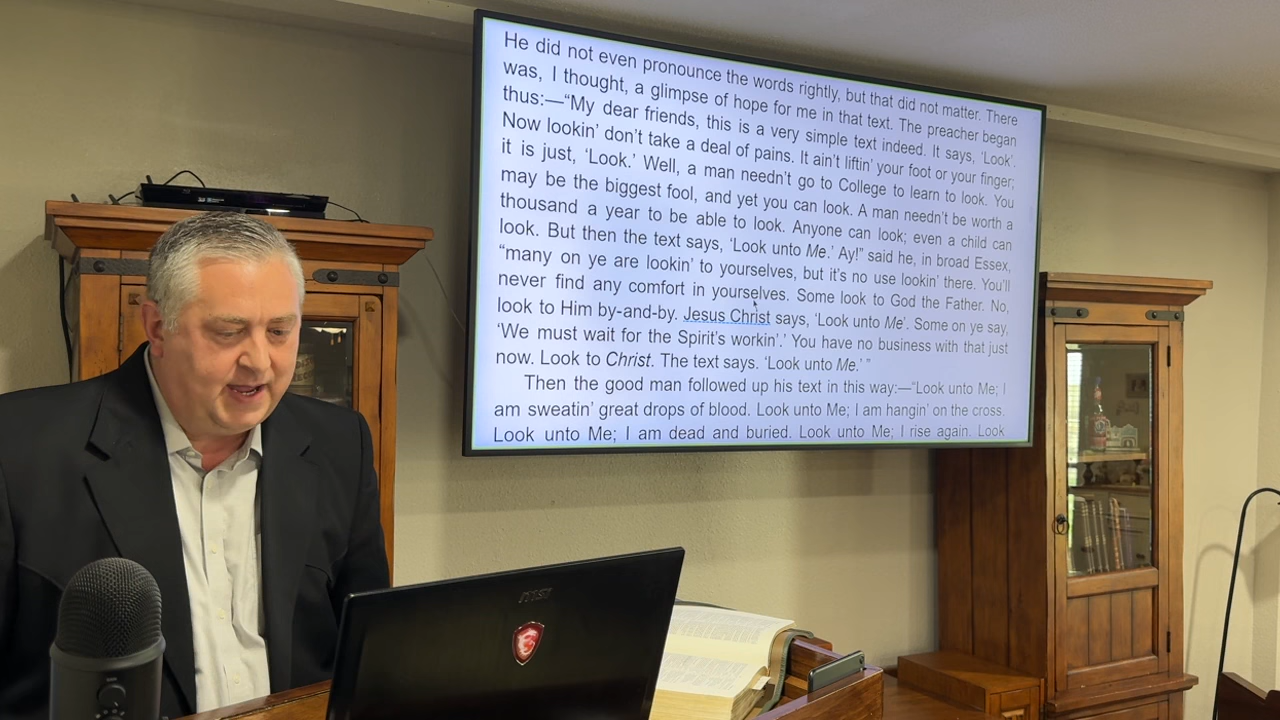 He did not even pronounce the words rightly, but that did not matter. There
was, I thought, a glimpse of hope for me in that text. The preacher began
thus:—“My dear friends, this is a very simple text indeed. It says, ‘Look’.
Now lookin’ don’t take a deal of pains. It ain’t liftin’ your foot or your finger;
it is just, ‘Look.’ Well, a man needn’t go to College to learn to look. You
may be the biggest fool, and yet you can look. A man needn’t be worth a
thousand a year to be able to look. Anyone can look; even a child can
look. But then the text says, ‘Look unto Me.’ Ay!” said he, in broad Essex,
“many on ye are lookin’ to yourselves, but it’s no use lookin’ there. You’ll
never find any comfort in yourselves. Some look to God the Father. No,
look to Him by-and-by. Jesus Christ says, ‘Look unto Me’. Some on ye say,
‘We must wait for the Spirit’s workin’.’ You have no business with that just
now. Look to Christ. The text says. ‘Look unto Me.’ ”
Then the good man followed up his text in this way:—“Look unto Me; I
am sweatin’ great drops of blood. Look unto Me; I am hangin’ on the cross.
Look unto Me; I am dead and buried. Look unto Me; I rise again. Look
msi